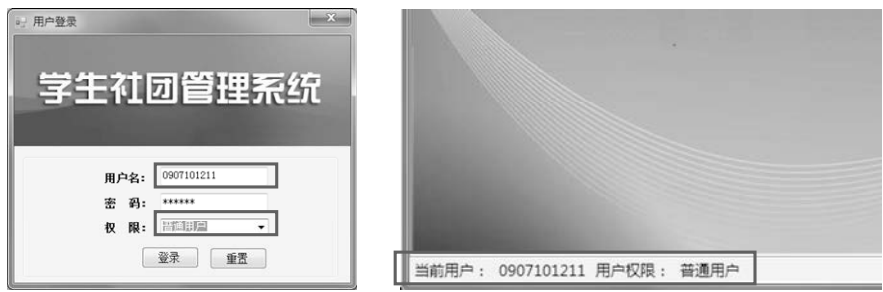 用户登录
学生社团管理系统
用户名: 0907101211
密 码: ******
权 限: 普通用户
登录 重置
当前用户： 0907101211 用户权限： 普通用户